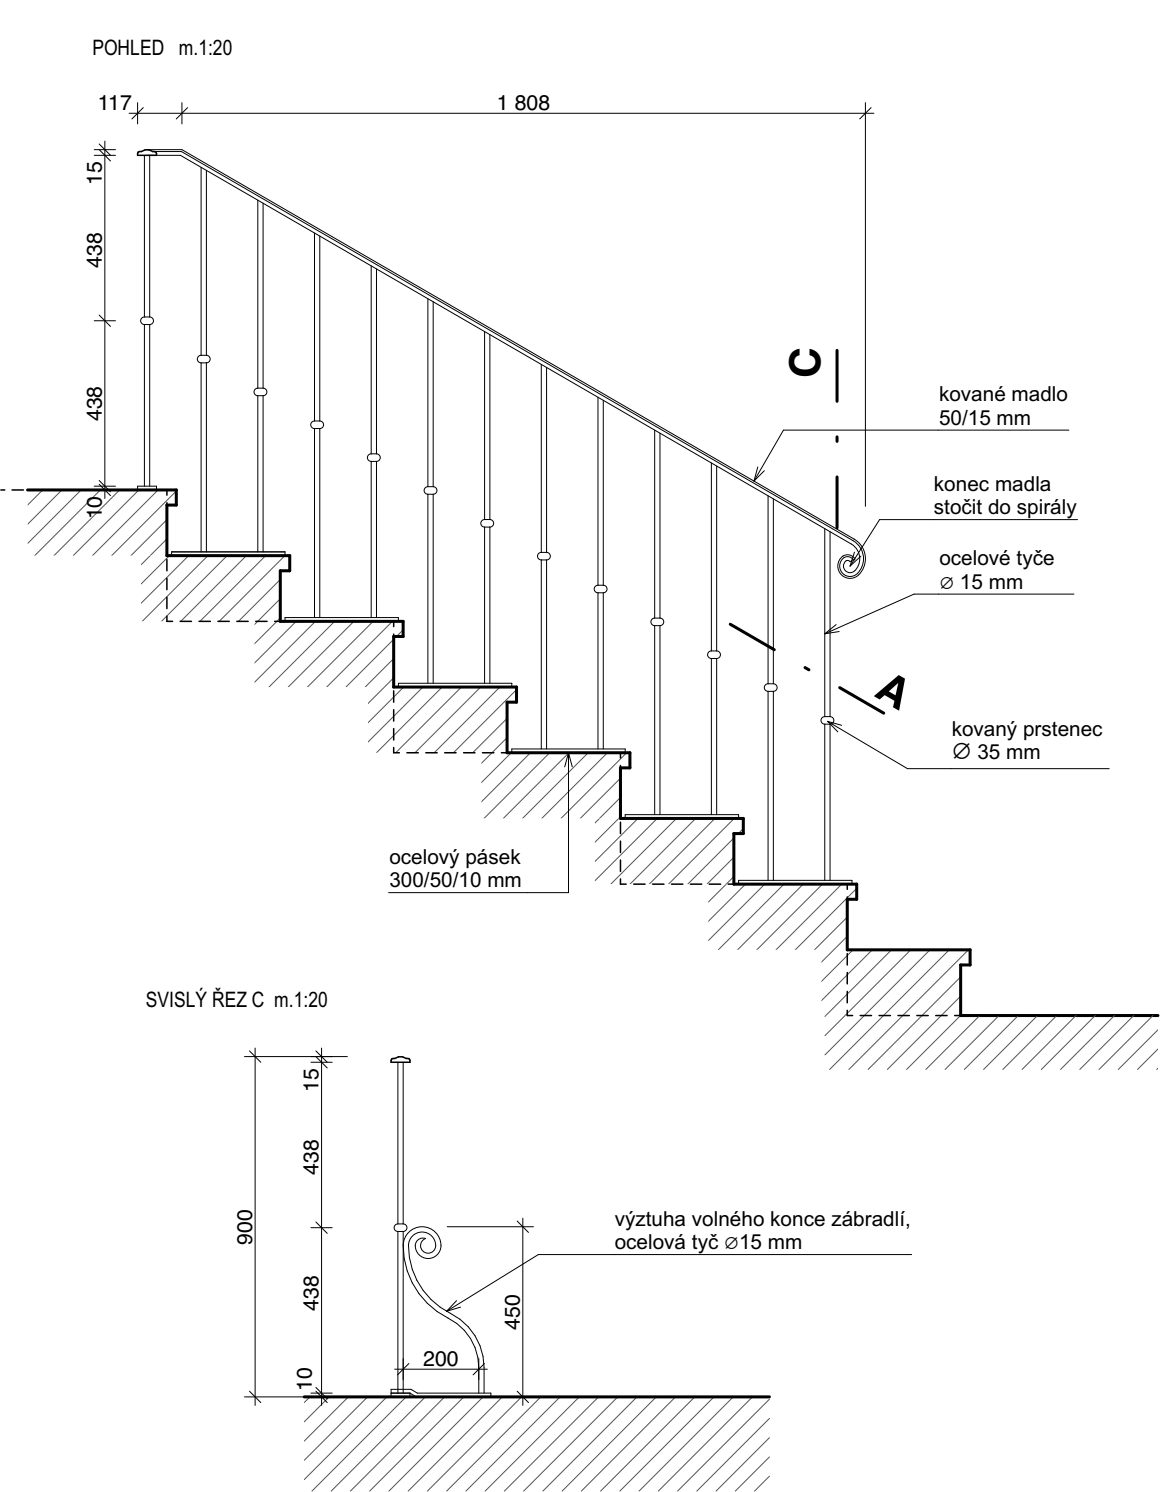 POHLED m.1:20
117
1 808
15
438
438
10
C
kované madlo
50/15 mm
konec madla
stočit do spirály
ocelové tyče
⌀ 15 mm
A
kovaný prstenec
∅ 35 mm
ocelový pásek
300/50/10 mm
SVISLÝ ŘEZ C m.1:20
15
438
900
438
10
výztuha volného konce zábradlí,
ocelová tyč ⌀15 mm
450
200